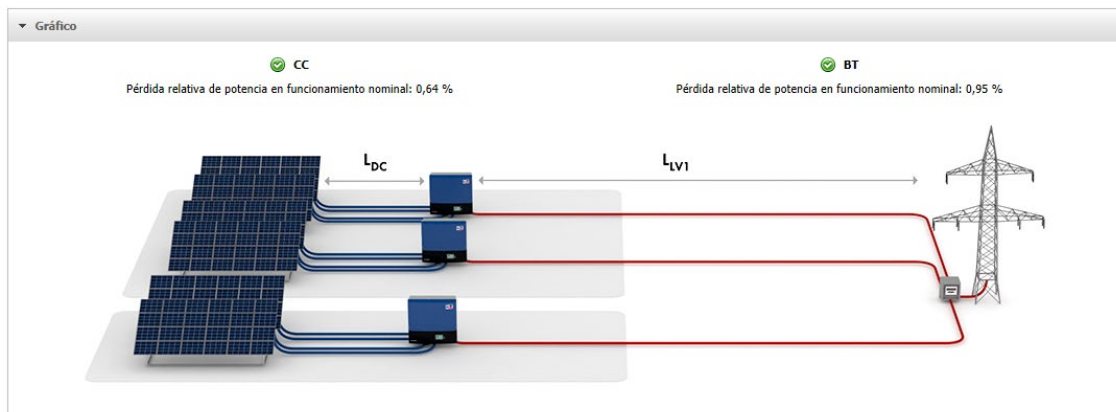 Gráfico
CC
BT
Pérdida relativa de potencia en funcionamiento nominal: 0,64 %
Pérdida relativa de potencia en funcionamiento nominal: 0,95 %
LDC
LLV1